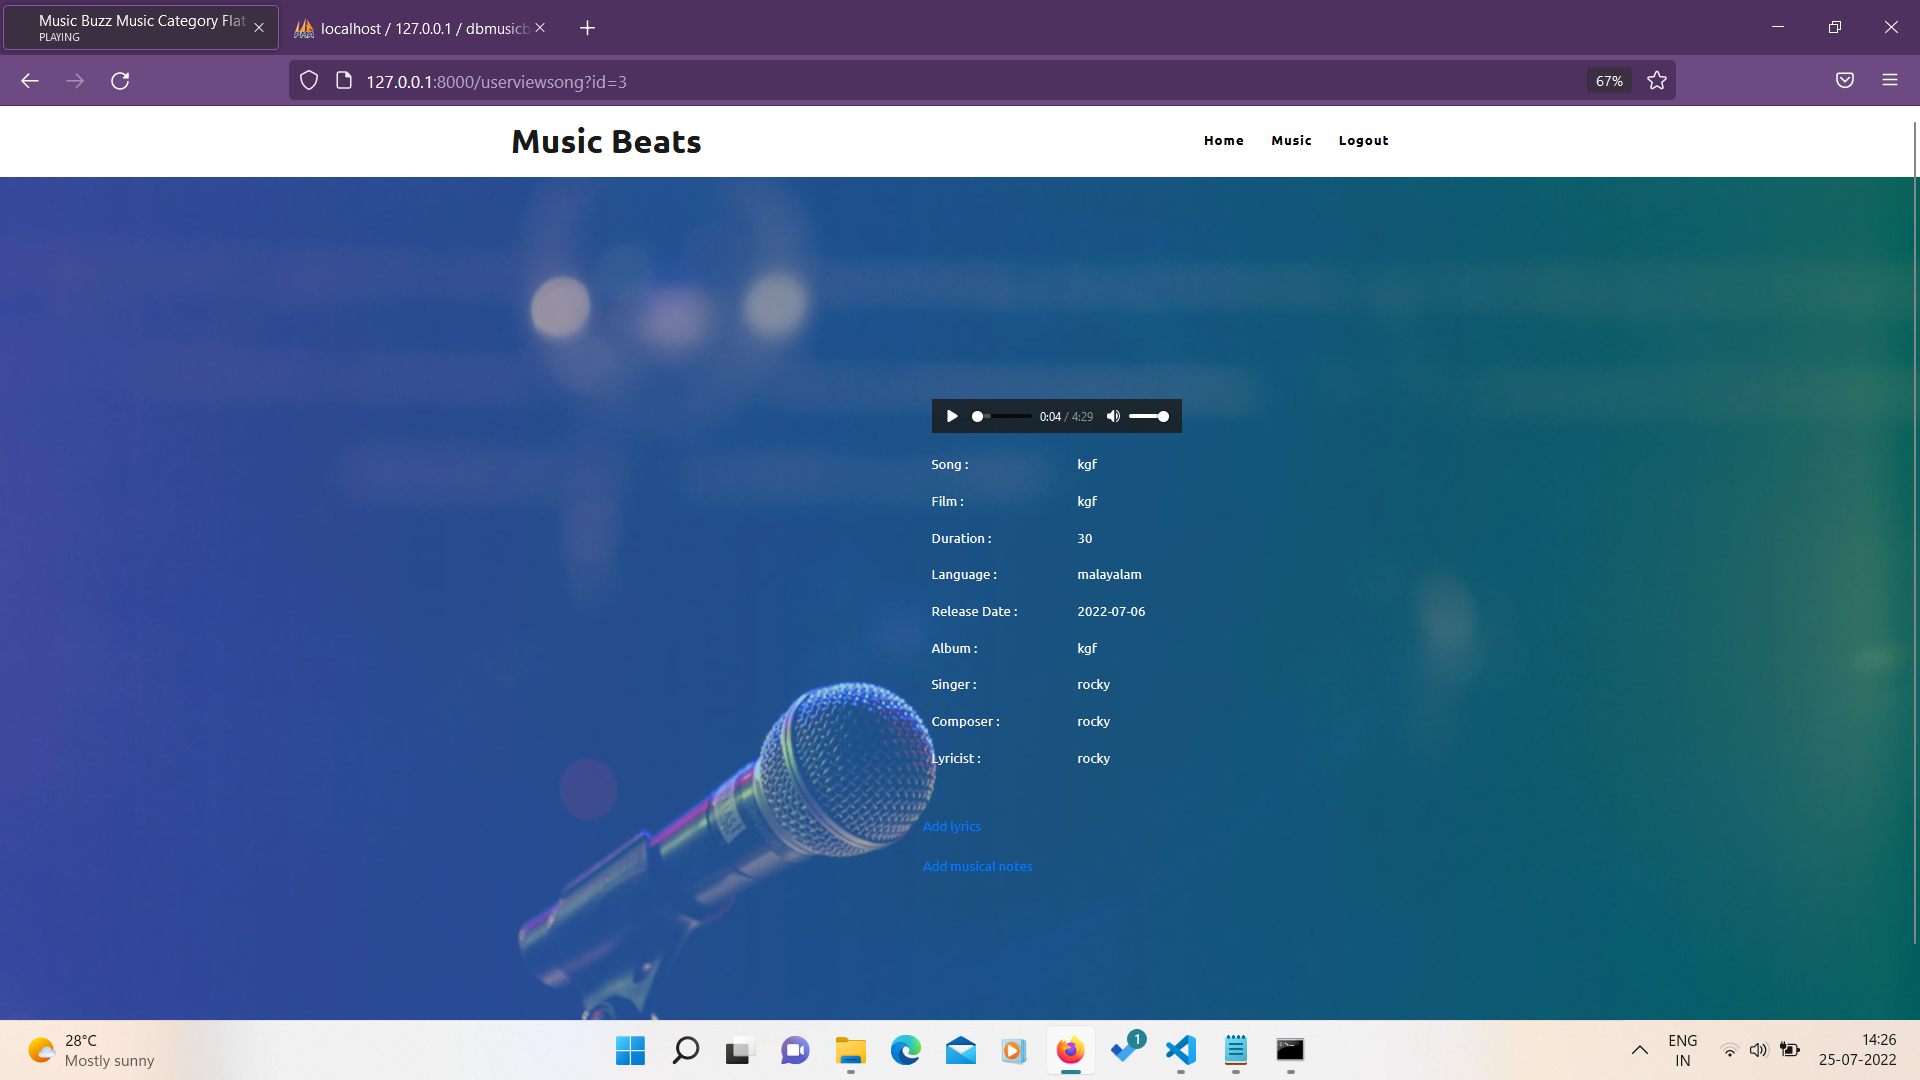 Music Buzz Music Category Flat
PLAYING
localhost / 127.0.0.1 / dbmusicb
127.0.0.1:8000/userviewsong?id=3
67%
Music Beats
Home
Music
Logout
0:04 / 4:29
Song : kgf
Film : kgf
Duration : 30
Language : malayalam
Release Date : 2022-07-06
Album : kgf
Singer : rocky
Composer : rocky
Lyricist : rocky
Add lyrics
Add musical notes
28°C
Mostly sunny
1
ENG
IN
14:26
25-07-2022